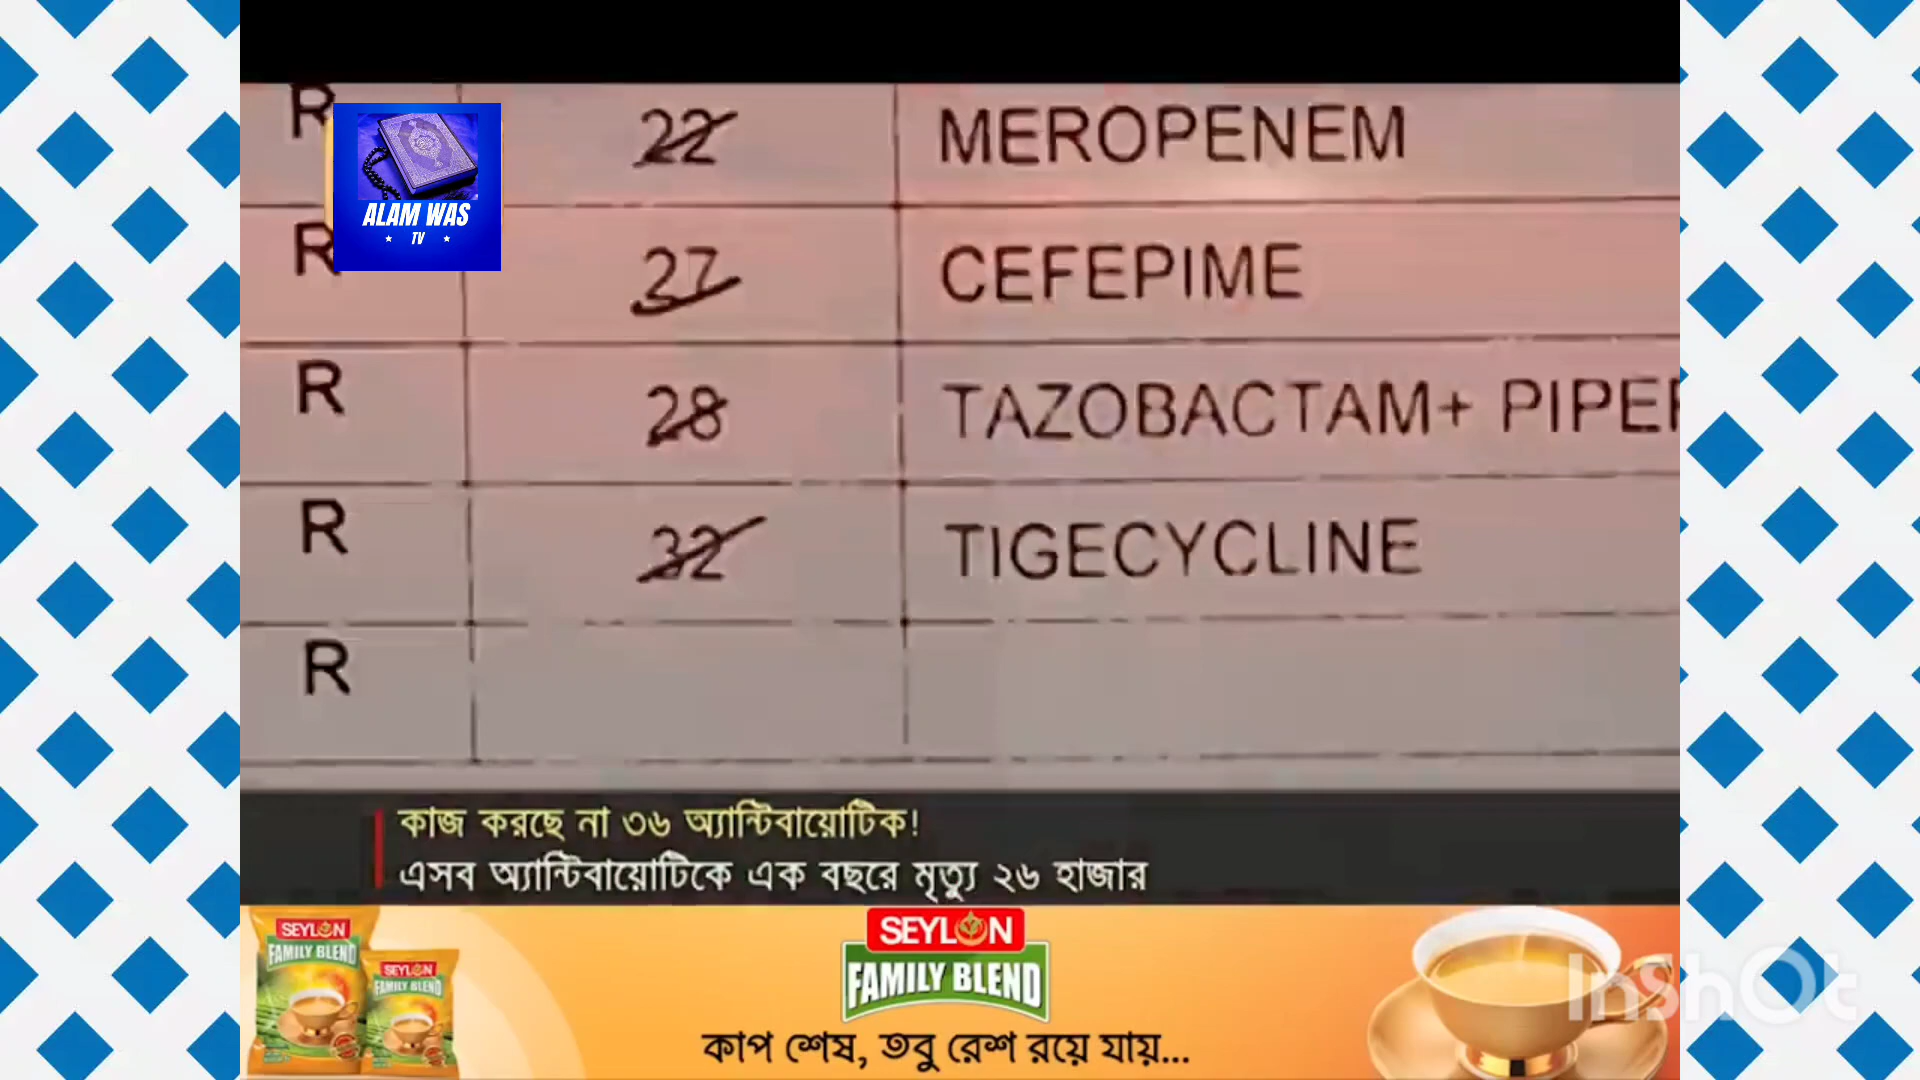 R 22 MEROPENEM
ALAM WAS
TV
R 27 CEFEPIME
R 28 TAZOBACTAM+ PIPER
R 32 TIGECYCLINE
R
কাজ করছে না ৩৬ অ্যান্টিবায়োটিক!
এসব অ্যান্টিবায়োটিকে এক বছরে মৃত্যু ২৬ হাজার
SEYLON
FAMILY BLEND
SEYLON
FAMILY BLEND
SEYLON
FAMILY BLEND
কাপ শেষ, তবু রেশ রয়ে যায়...
InShOt